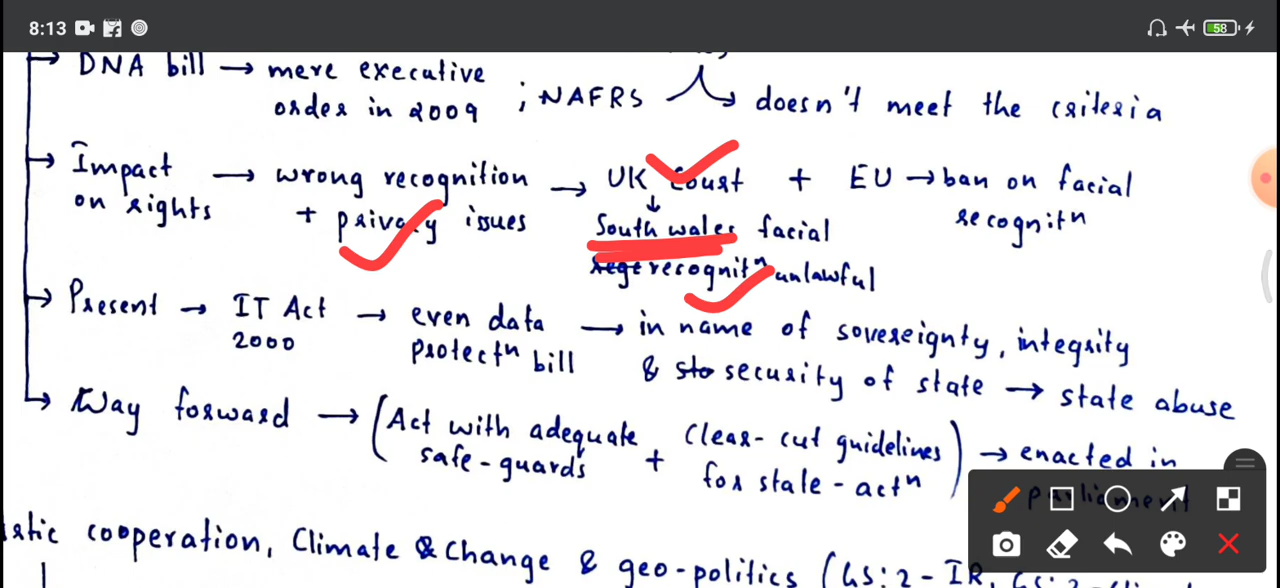 8:13
58
DNA bill → mere executive
order in 2009 ; NAFRS → doesn't meet the criteria
Impact → wrong recognition → UK Court + EU → ban on facial
on rights + privacy issues ↓ recognitⁿ
South wales facial
recognitⁿ unlawful
Present → IT Act → even data → in name of sovereignty, integrity
2000 protectⁿ bill & security of state → state abuse
Way forward → (Act with adequate + clear-cut guidelines) → enacted in
safe-guards for state-actⁿ parliament
istic cooperation, Climate & Change & geo-politics (GS:2-IR, GS: